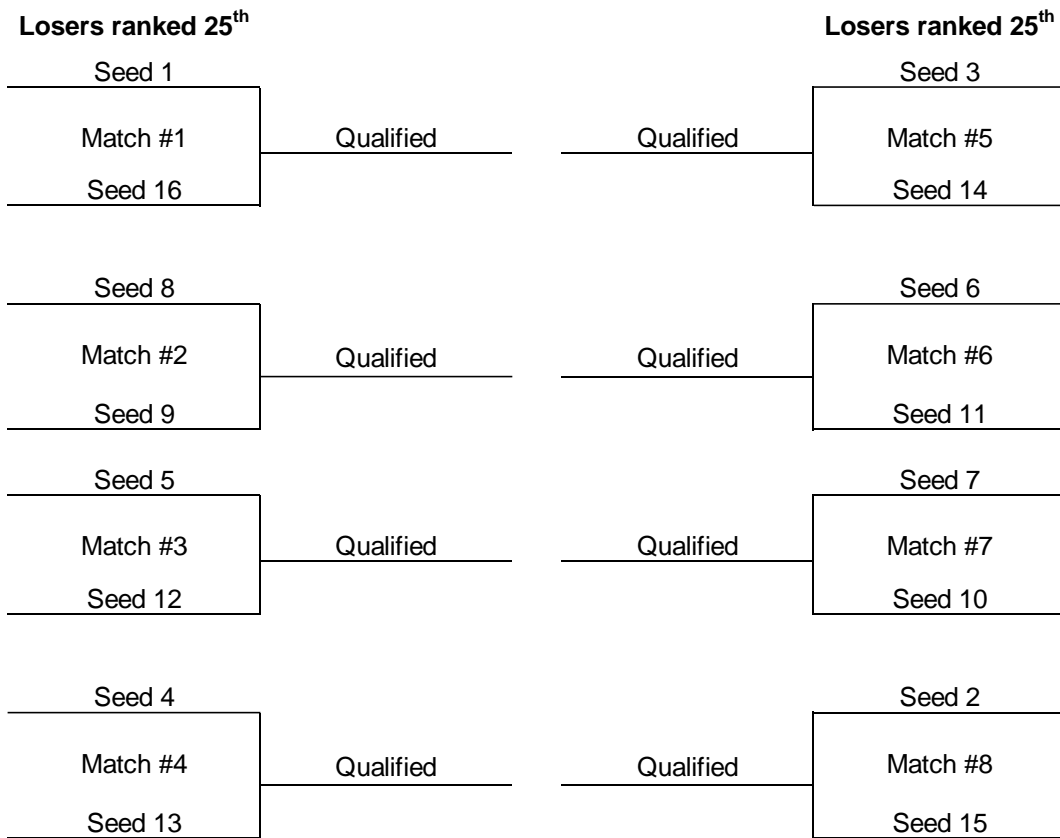 Losers ranked 25th
Seed 1
Match #1
Qualified
Seed 16
Seed 8
Match #2
Qualified
Seed 9
Seed 5
Match #3
Qualified
Seed 12
Seed 4
Match #4
Qualified
Seed 13
Losers ranked 25th
Seed 3
Qualified
Match #5
Seed 14
Seed 6
Qualified
Match #6
Seed 11
Seed 7
Qualified
Match #7
Seed 10
Seed 2
Qualified
Match #8
Seed 15